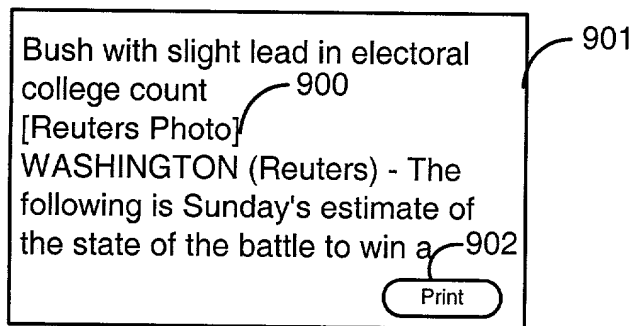 901
Bush with slight lead in electoral
college count
900
[Reuters Photo]
WASHINGTON (Reuters) - The
following is Sunday's estimate of
the state of the battle to win a
902
Print